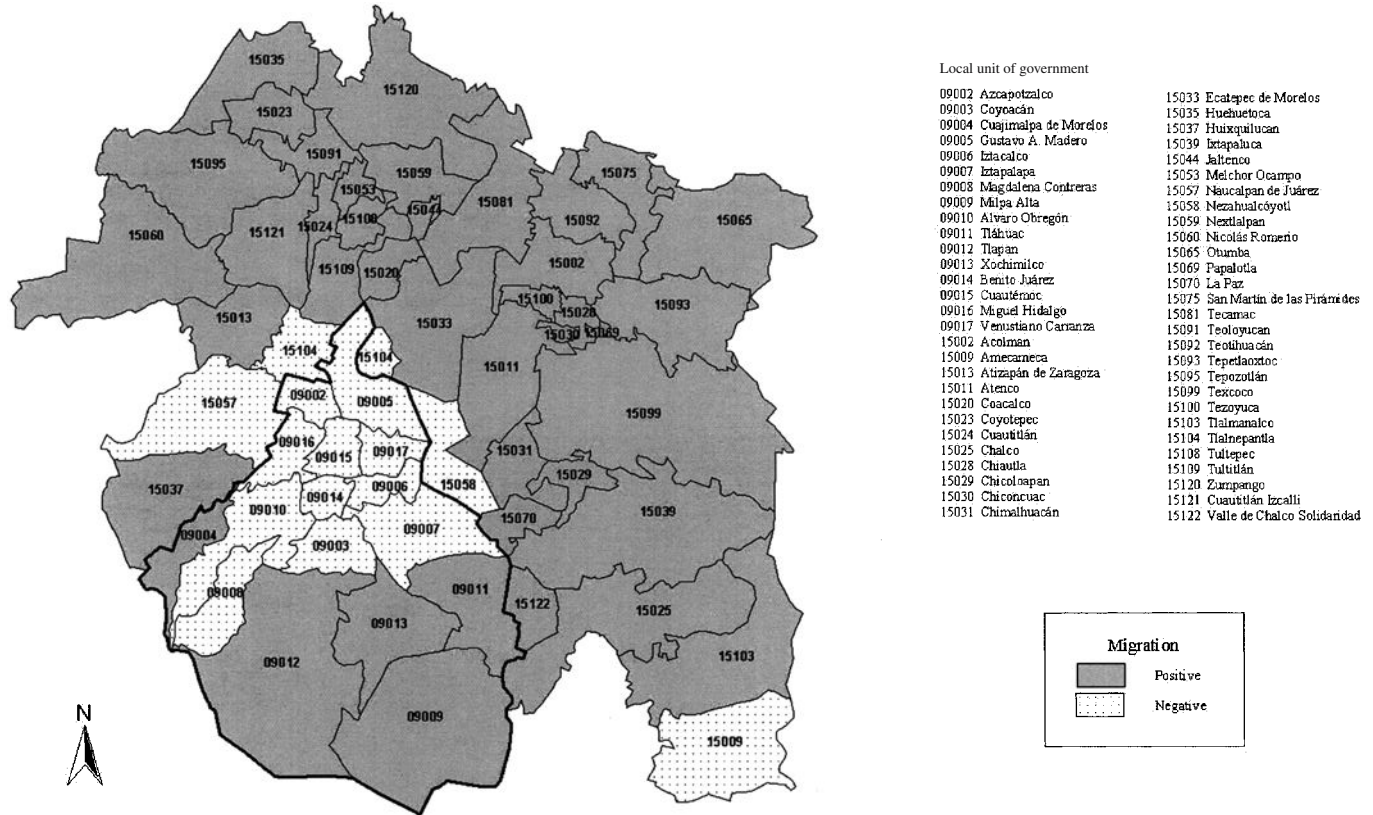 15035
15120
15023
15091
15095
15059
15075
15053
15044
15081
15065
15092
15060
15121
15024
15108
15002
15109
15020
15100
15093
15013
15033
15028
15030
15069
15104
15104
15011
15057
09002
09005
15099
09016
09015
09017
15031
15029
15037
09014
09006
15058
09010
15070
15039
09004
09003
09007
09008
09011
15122
15025
09013
09012
15103
09009
15009
N
Local unit of government
09002 Azcapotzalco
09003 Coyoacán
09004 Cuajimalpa de Morelos
09005 Gustavo A. Madero
09006 Iztacalco
09007 Iztapalapa
09008 Magdalena Contreras
09009 Milpa Alta
09010 Alvaro Obregón
09011 Tláhuac
09012 Tlapan
09013 Xochimilco
09014 Benito Juárez
09015 Cuautémoc
09016 Miguel Hidalgo
09017 Venustiano Carranza
15002 Acolman
15009 Amecameca
15013 Atizapán de Zaragoza
15011 Atenco
15020 Coacalco
15023 Coyotepec
15024 Cuautitlán
15025 Chalco
15028 Chiautla
15029 Chicoloapan
15030 Chiconcuac
15031 Chimalhuacán
15033 Ecatepec de Morelos
15035 Huehuetoca
15037 Huixquilucan
15039 Ixtapaluca
15044 Jaltenco
15053 Melchor Ocampo
15057 Naucalpan de Juárez
15058 Nezahualcóyotl
15059 Nextlalpan
15060 Nicolás Romerio
15065 Otumba
15069 Papalotla
15070 La Paz
15075 San Martín de las Pirámides
15081 Tecamac
15091 Teoloyucan
15092 Teotihuacán
15093 Tepetlaoxtoc
15095 Tepozotlán
15099 Texcoco
15100 Tezoyuca
15103 Tlalmanalco
15104 Tlalnepantla
15108 Tultepec
15109 Tultitlán
15120 Zumpango
15121 Cuautitlán Izcalli
15122 Valle de Chalco Solidaridad
Migration
Positive
Negative